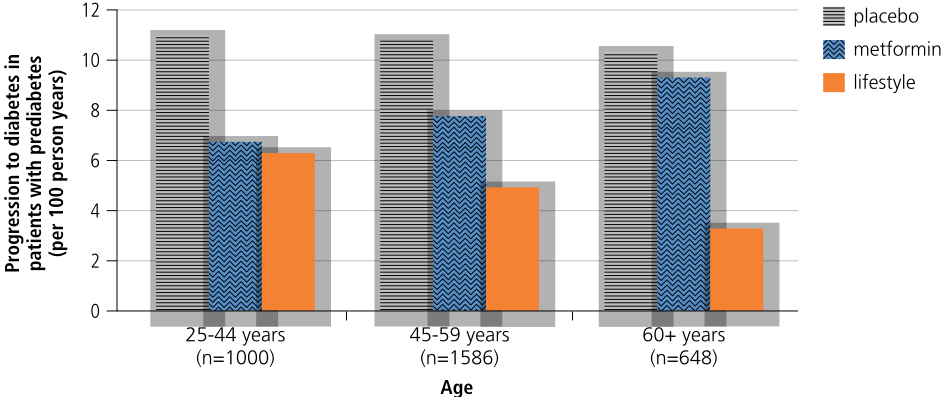 Progression to diabetes in
patients with prediabetes
(per 100 person years)
12
10
8
6
4
2
0
placebo
metformin
lifestyle
25-44 years
(n=1000)
45-59 years
(n=1586)
60+ years
(n=648)
Age